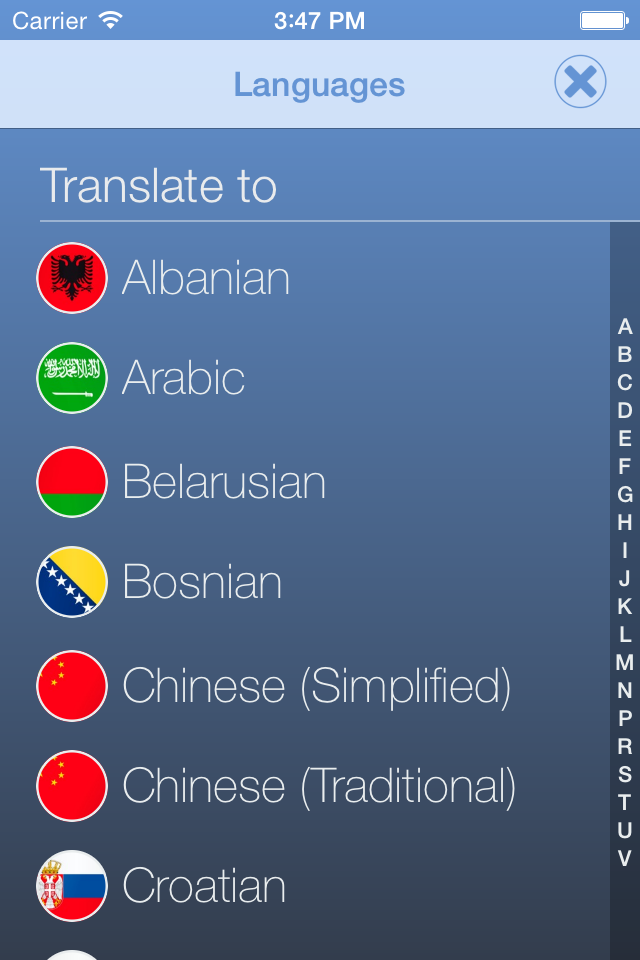 Carrier 3:47 PM
Languages
Translate to
Albanian
Arabic
Belarusian
Bosnian
Chinese (Simplified)
Chinese (Traditional)
Croatian
A
B
C
D
E
F
G
H
I
J
K
L
M
N
P
R
S
T
U
V